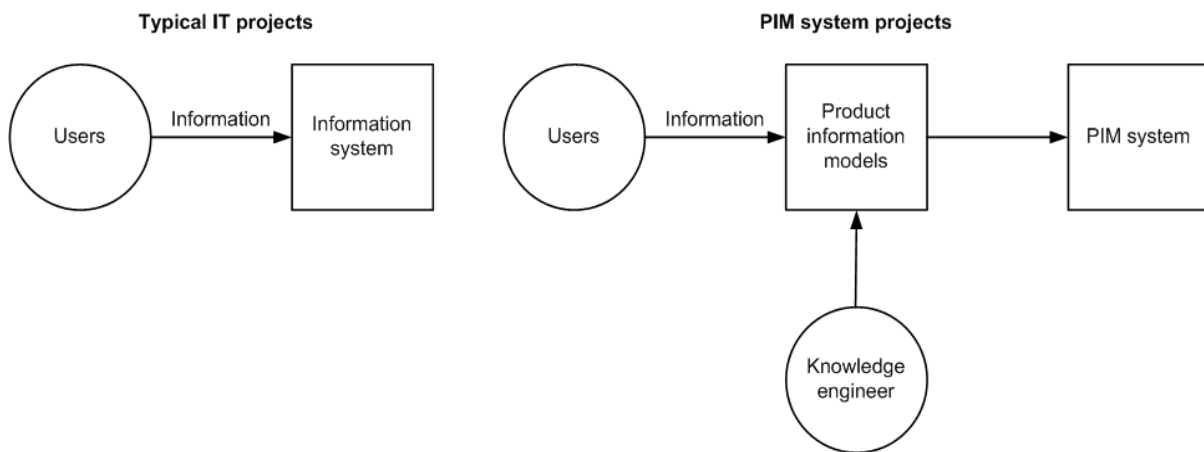 Typical IT projects
PIM system projects
Users
Information
Information
system
Users
Information
Product
information
models
PIM system
Knowledge
engineer